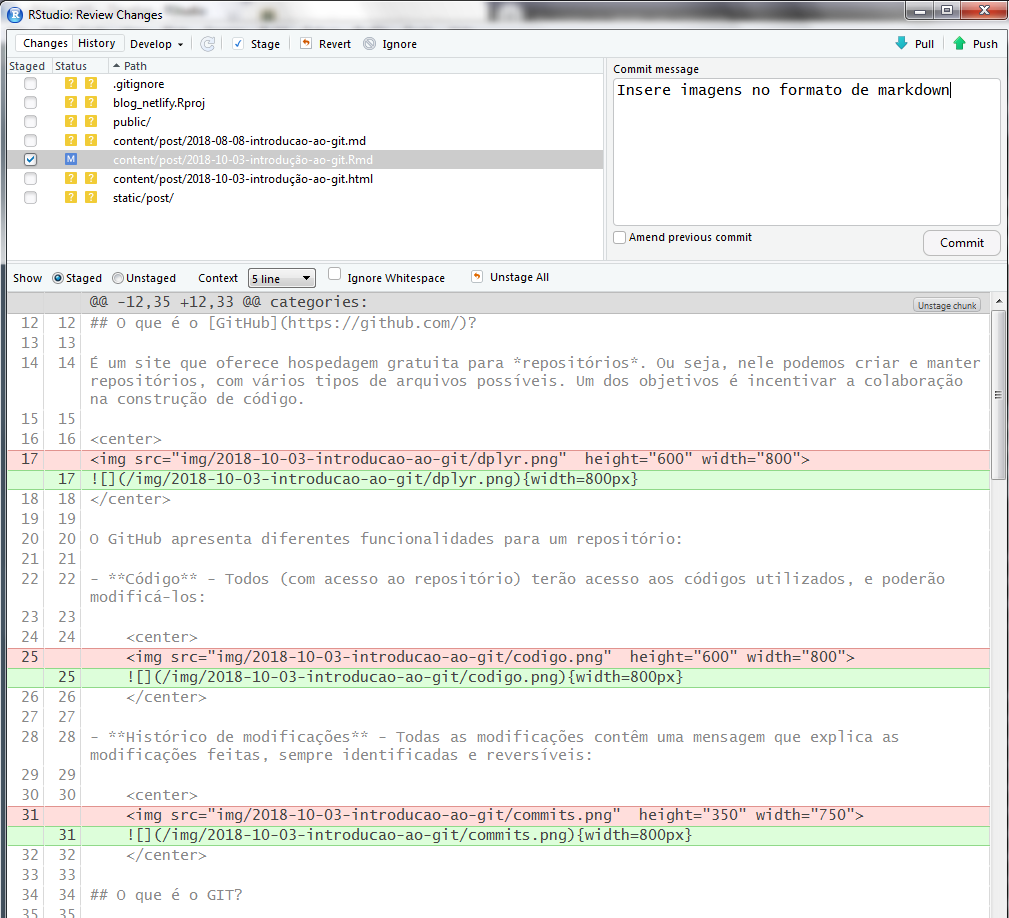 RStudio: Review Changes
Changes History Develop Stage Revert Ignore Pull Push
Staged Status Path
? ? .gitignore
? ? blog_netlify.Rproj
? ? public/
? ? content/post/2018-08-08-introducao-ao-git.md
M content/post/2018-10-03-introdução-ao-git.Rmd
? ? content/post/2018-10-03-introdução-ao-git.html
? ? static/post/
Commit message
Insere imagens no formato de markdown
Amend previous commit
Commit
Show Staged Unstaged Context 5 line Ignore Whitespace Unstage All
@@ -12,35 +12,33 @@ categories: Unstage chunk
12 12 ## O que é o [GitHub](https://github.com/)?
13 13
14 14 É um site que oferece hospedagem gratuita para *repositórios*. Ou seja, nele podemos criar e manter
repositórios, com vários tipos de arquivos possíveis. Um dos objetivos é incentivar a colaboração
na construção de código.
15 15
16 16 <center>
17 <img src="img/2018-10-03-introducao-ao-git/dplyr.png"  height="600" width="800">
17 ![](/img/2018-10-03-introducao-ao-git/dplyr.png){width=800px}
18 18 </center>
19 19
20 20 O GitHub apresenta diferentes funcionalidades para um repositório:
21 21
22 22 - **Código** - Todos (com acesso ao repositório) terão acesso aos códigos utilizados, e poderão
modificá-los:
23 23
24 24 <center>
25 <img src="img/2018-10-03-introducao-ao-git/codigo.png"  height="600" width="800">
25 ![](/img/2018-10-03-introducao-ao-git/codigo.png){width=800px}
26 26 </center>
27 27
28 28 - **Histórico de modificações** - Todas as modificações contêm uma mensagem que explica as
modificações feitas, sempre identificadas e reversíveis:
29 29
30 30 <center>
31 <img src="img/2018-10-03-introducao-ao-git/commits.png"  height="350" width="750">
31 ![](/img/2018-10-03-introducao-ao-git/commits.png){width=800px}
32 32 </center>
33 33
34 34 ## O que é o GIT?
35 35